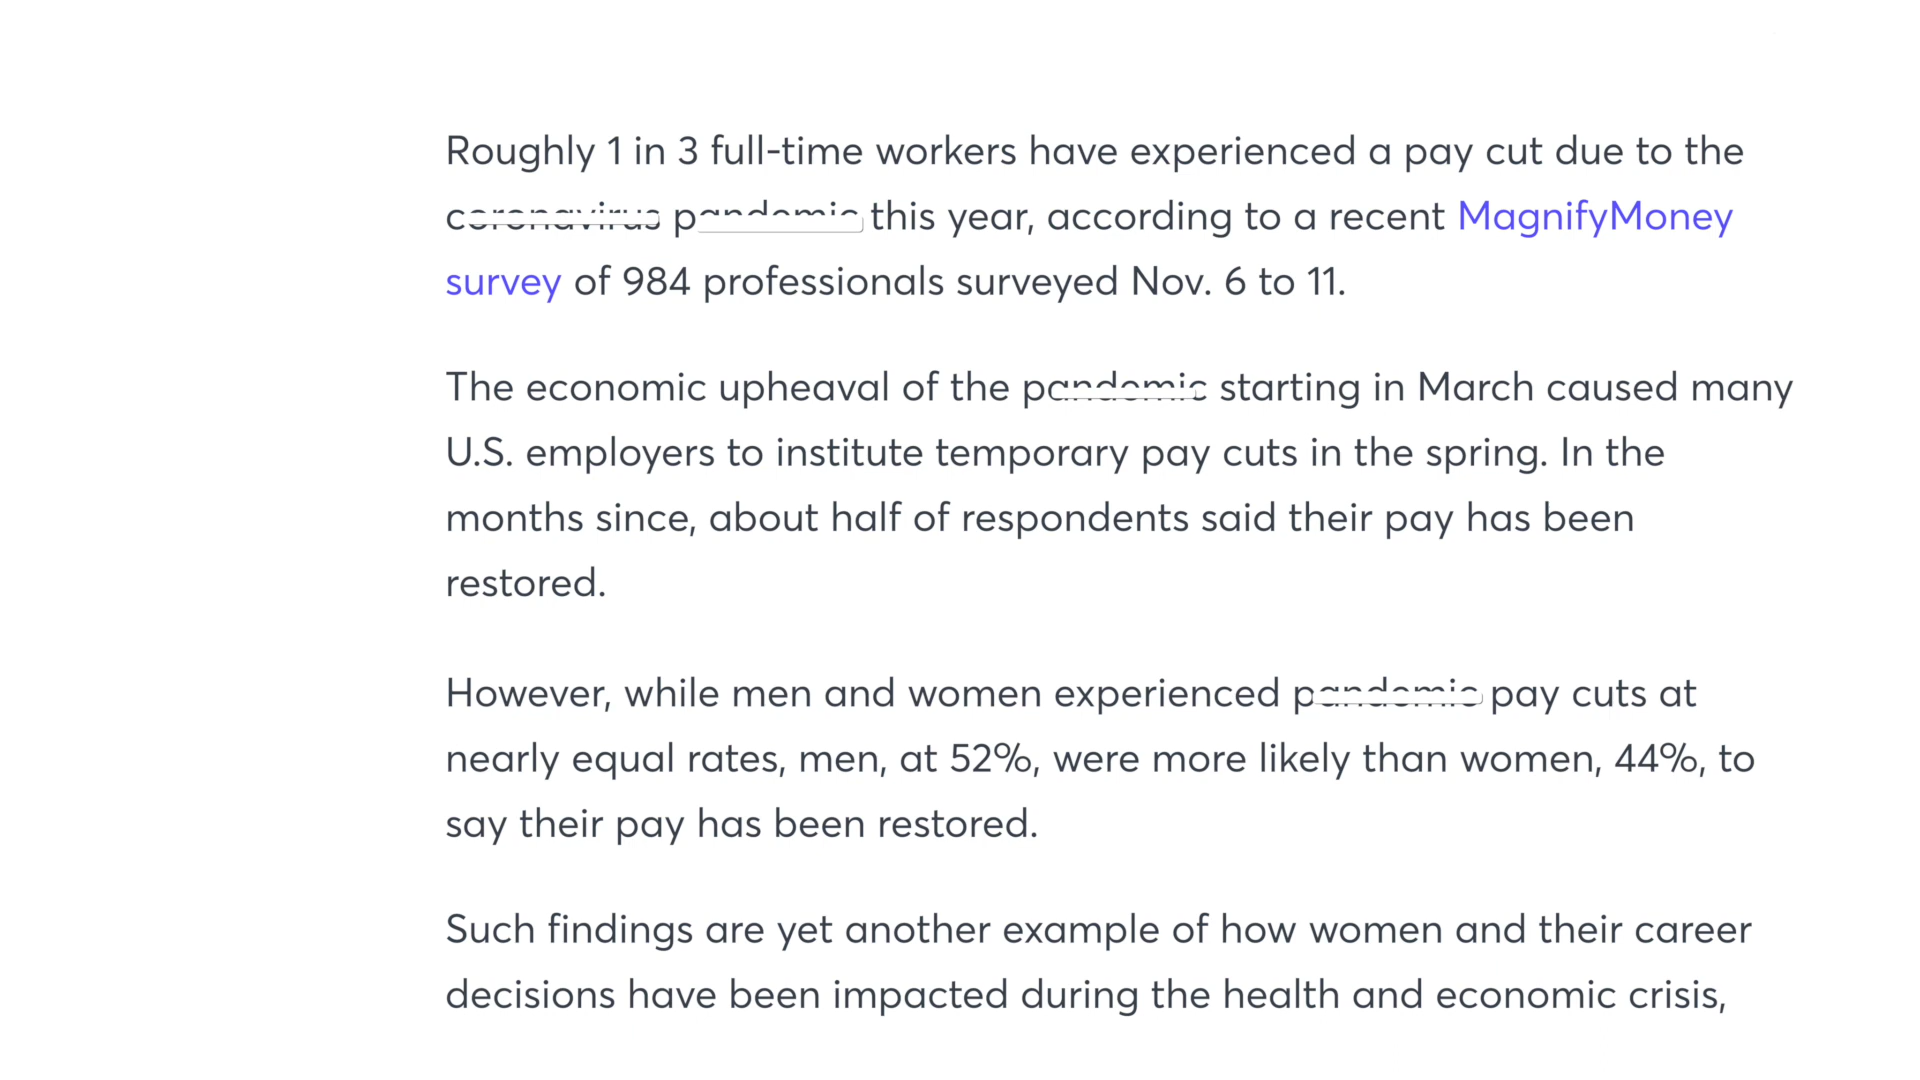 Roughly 1 in 3 full-time workers have experienced a pay cut due to the
coronavirus pandemic this year, according to a recent MagnifyMoney
survey of 984 professionals surveyed Nov. 6 to 11.
The economic upheaval of the pandemic starting in March caused many
U.S. employers to institute temporary pay cuts in the spring. In the
months since, about half of respondents said their pay has been
restored.
However, while men and women experienced pandemic pay cuts at
nearly equal rates, men, at 52%, were more likely than women, 44%, to
say their pay has been restored.
Such findings are yet another example of how women and their career
decisions have been impacted during the health and economic crisis,